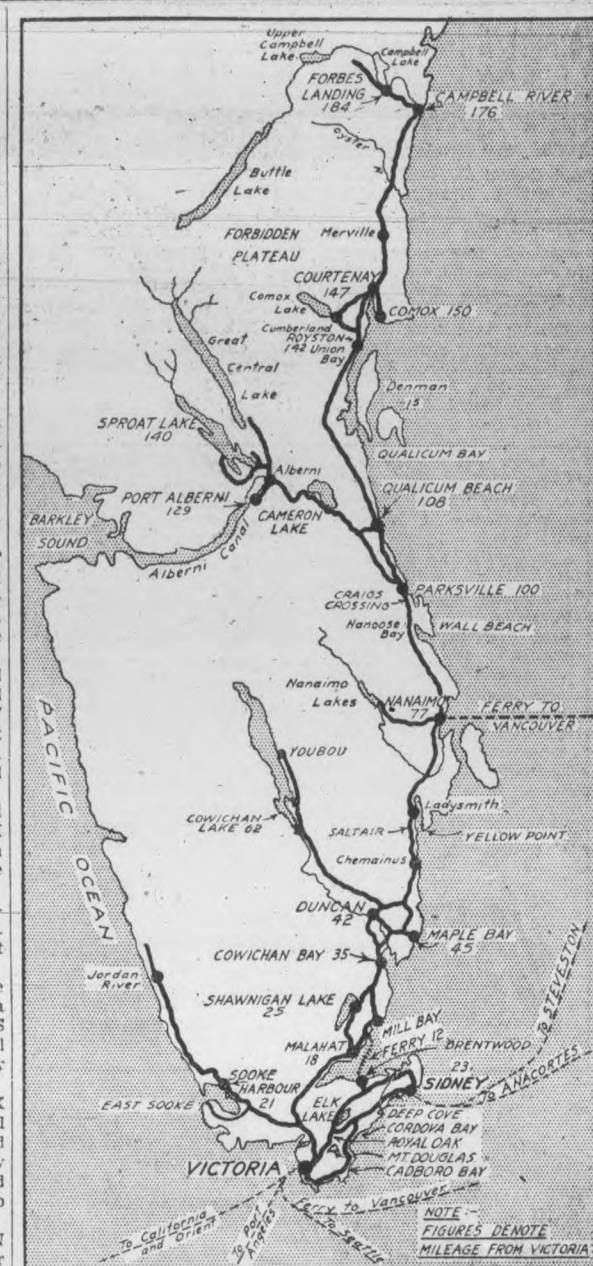 Upper
Campbell
Lake
Campbell
Lake
FORBES
LANDING
184
CAMPBELL RIVER
176
Oyster R.
Buttle
Lake
FORBIDDEN
PLATEAU
Merville
COURTENAY
147
Comox
Lake
COMOX 150
Cumberland
ROYSTON
142 Union
Bay
Great
Central
Lake
Denman
Is
SPROAT LAKE
140
QUALICUM BAY
Alberni
PORT ALBERNI
129
QUALICUM BEACH
108
CAMERON
LAKE
BARKLEY
SOUND
Alberni Canal
CRAIGS
CROSSING
PARKSVILLE 100
Nanoose
Bay
WALL BEACH
Nanaimo
Lakes
NANAIMO
77
FERRY TO
VANCOUVER
PACIFIC OCEAN
YOUBOU
COWICHAN
LAKE 62
Ladysmith
SALTAIR
YELLOW POINT
Chemainus
DUNCAN
42
MAPLE BAY
45
COWICHAN BAY 35
Jordan
River
SHAWNIGAN LAKE
25
TO STEVESTON
MILL BAY
FERRY 12
MALAHAT
18
BRENTWOOD
23
SIDNEY
TO ANACORTES
SOOKE
HARBOUR
21
ELK
LAKE
EAST SOOKE
DEEP COVE
CORDOVA BAY
ROYAL OAK
MT DOUGLAS
CADBORO BAY
VICTORIA
Ferry to Vancouver
To California
and Orient
To PORT
Angeles
To Seattle
NOTE :-
FIGURES DENOTE
MILEAGE FROM VICTORIA